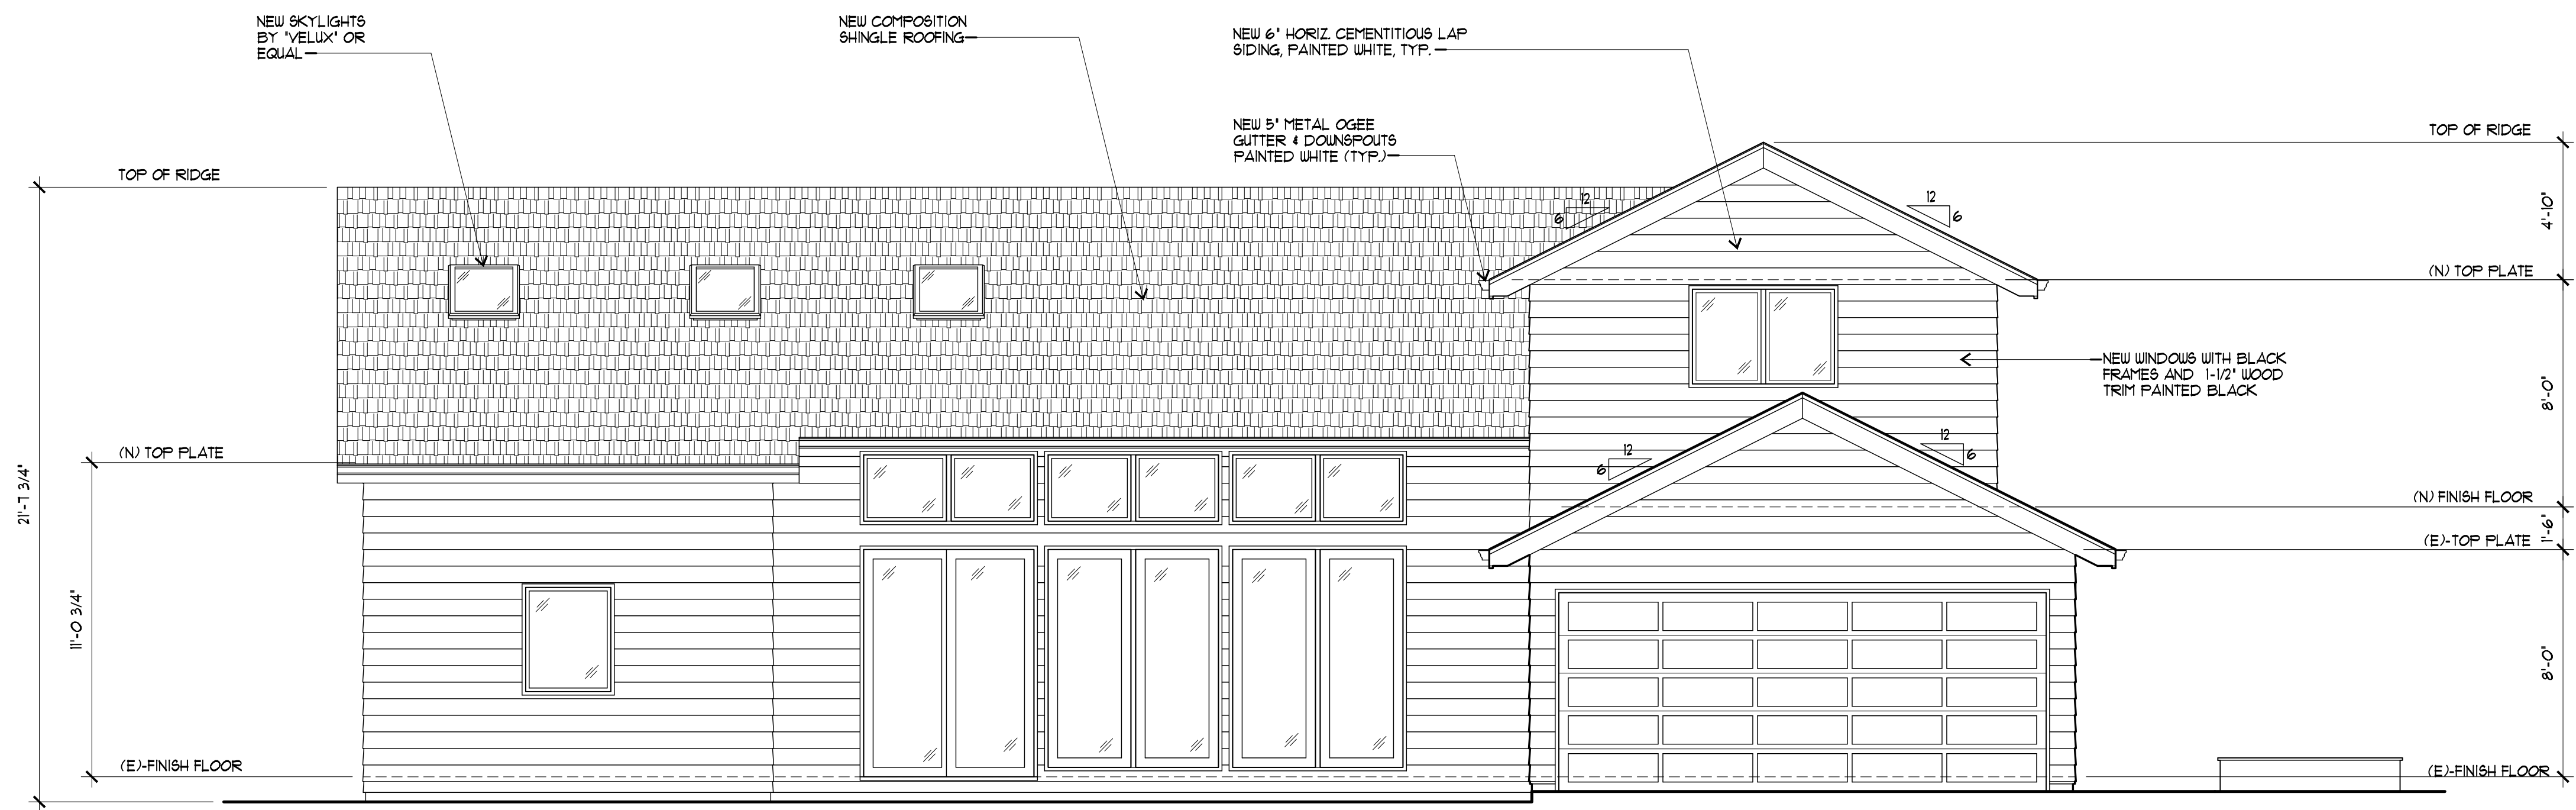 NEW SKYLIGHTS
BY "VELUX" OR
EQUAL
NEW COMPOSITION
SHINGLE ROOFING
NEW 6" HORIZ. CEMENTITIOUS LAP
SIDING, PAINTED WHITE, TYP.
NEW 5" METAL OGEE
GUTTER & DOWNSPOUTS
PAINTED WHITE (TYP.)
TOP OF RIDGE
TOP OF RIDGE
12
6
12
6
4'-10"
(N) TOP PLATE
NEW WINDOWS WITH BLACK
FRAMES AND 1-1/2" WOOD
TRIM PAINTED BLACK
8'-0"
(N) TOP PLATE
12
6
12
6
21'-7 3/4"
(N) FINISH FLOOR
1'-6"
(E)-TOP PLATE
11'-0 3/4"
8'-0"
(E)-FINISH FLOOR
(E)-FINISH FLOOR